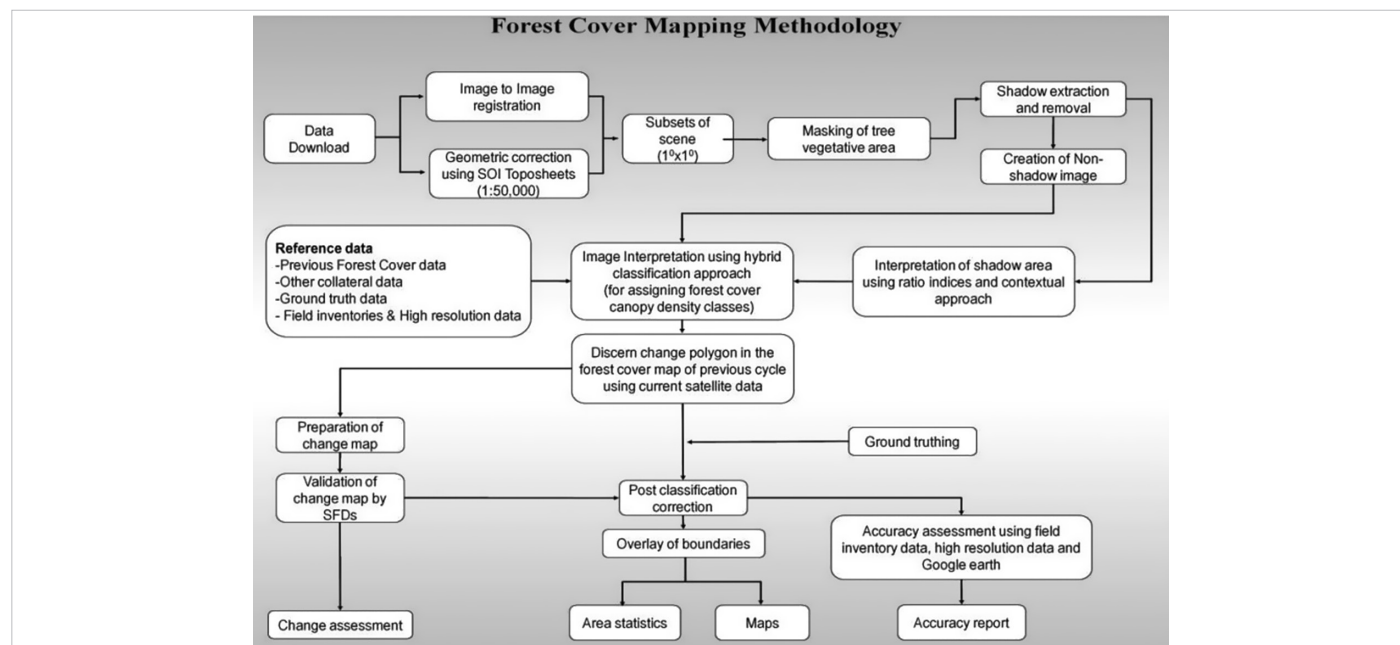 Forest Cover Mapping Methodology
Data
Download
Image to Image
registration
Geometric correction
using SOI Toposheets
(1:50,000)
Subsets of
scene
(1⁰x1⁰)
Masking of tree
vegetative area
Shadow extraction
and removal
Creation of Non-
shadow image
Reference data
-Previous Forest Cover data
-Other collateral data
-Ground truth data
- Field inventories & High resolution data
Image Interpretation using hybrid
classification approach
(for assigning forest cover
canopy density classes)
Interpretation of shadow area
using ratio indices and contextual
approach
Discern change polygon in the
forest cover map of previous cycle
using current satellite data
Preparation of
change map
Ground truthing
Validation of
change map by
SFDs
Post classification
correction
Overlay of boundaries
Accuracy assessment using field
inventory data, high resolution data and
Google earth
Change assessment
Area statistics
Maps
Accuracy report